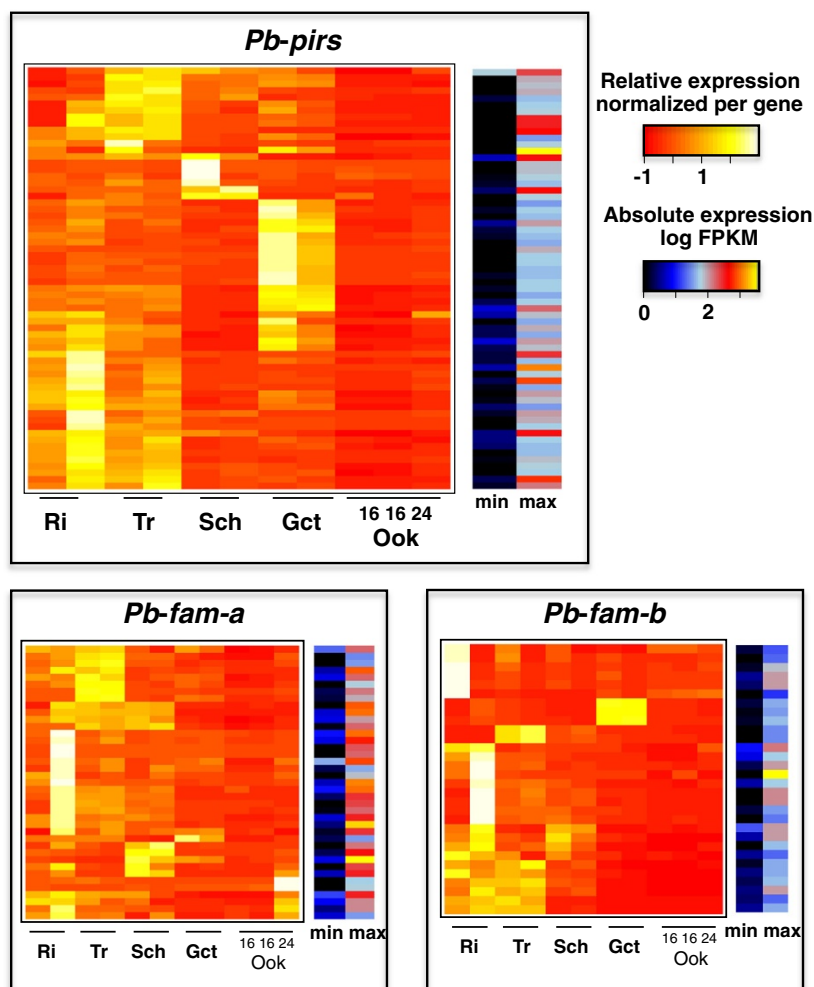 Pb-pirs
Relative expression
normalized per gene
-1 1
Absolute expression
log FPKM
0 2
min max
Ri Tr Sch Gct 16 16 24
Ook
Pb-fam-a
min max
Ri Tr Sch Gct 16 16 24
Ook
Pb-fam-b
min max
Ri Tr Sch Gct 16 16 24
Ook